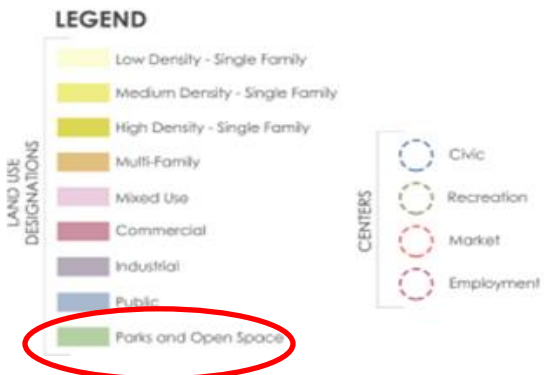 LEGEND
LAND USE
DESIGNATIONS
Low Density - Single Family
Medium Density - Single Family
High Density - Single Family
Multi-Family
Mixed Use
Commercial
Industrial
Public
Parks and Open Space
CENTERS
Civic
Recreation
Market
Employment